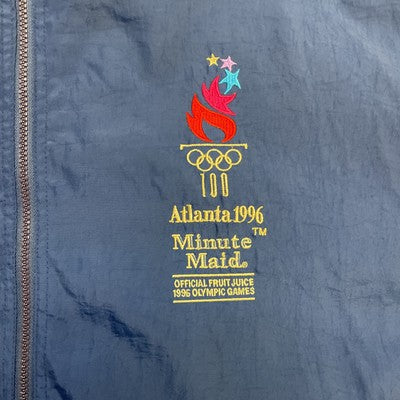 100
Atlanta 1996
Minute™
Maid®
OFFICIAL FRUIT JUICE
1996 OLYMPIC GAMES